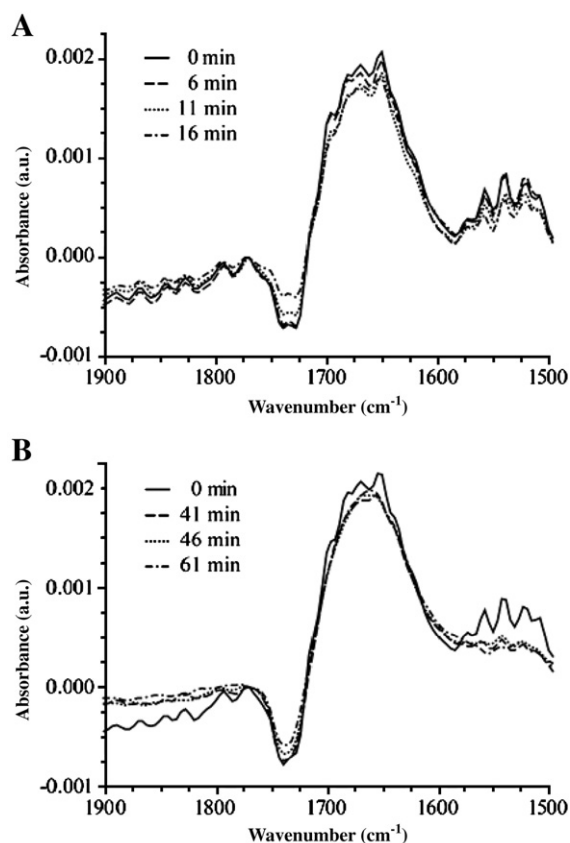 A
0 min
6 min
11 min
16 min
0.002
0.001
0.000
-0.001
Absorbance (a.u.)
1900 1800 1700 1600 1500
Wavenumber (cm⁻¹)
B
0 min
41 min
46 min
61 min
0.002
0.001
0.000
-0.001
Absorbance (a.u.)
1900 1800 1700 1600 1500
Wavenumber (cm⁻¹)